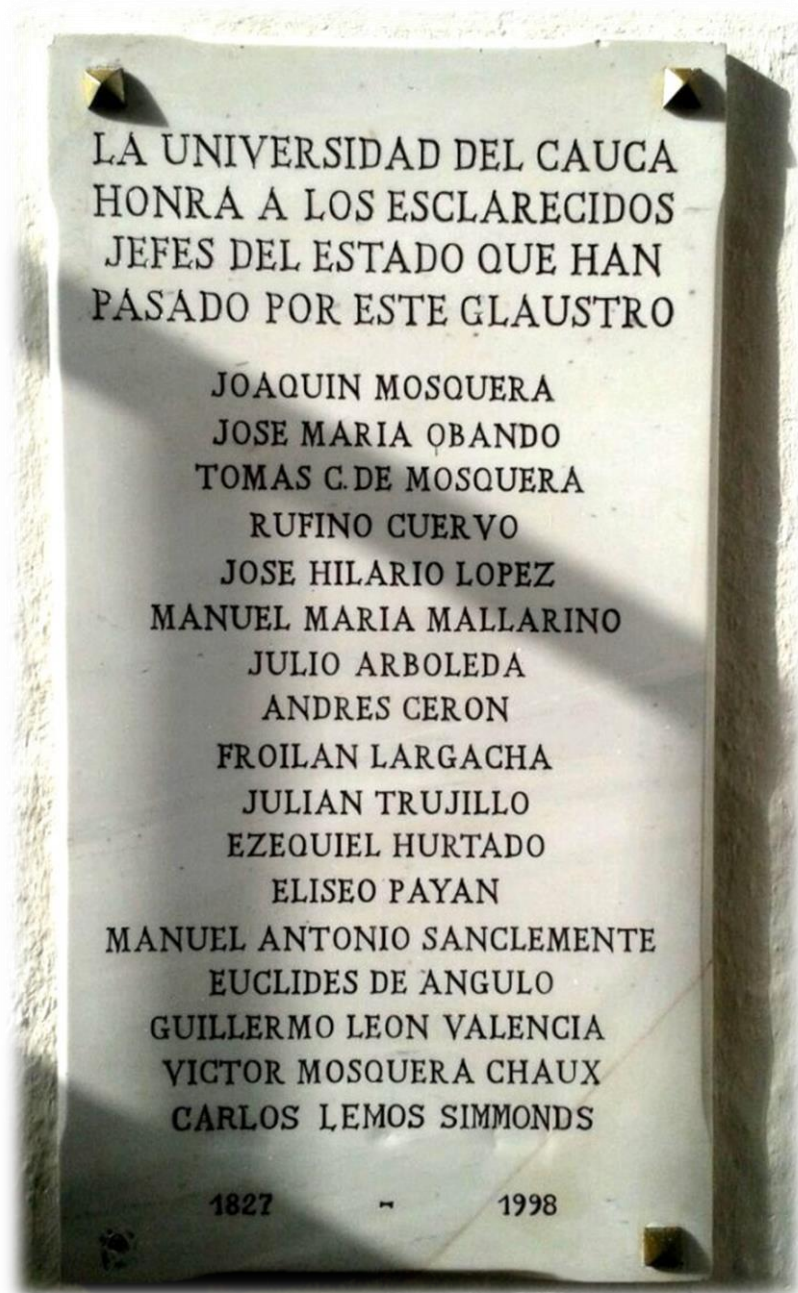 LA UNIVERSIDAD DEL CAUCA
HONRA A LOS ESCLARECIDOS
JEFES DEL ESTADO QUE HAN
PASADO POR ESTE GLAUSTRO
JOAQUIN MOSQUERA
JOSE MARIA OBANDO
TOMAS C. DE MOSQUERA
RUFINO CUERVO
JOSE HILARIO LOPEZ
MANUEL MARIA MALLARINO
JULIO ARBOLEDA
ANDRES CERON
FROILAN LARGACHA
JULIAN TRUJILLO
EZEQUIEL HURTADO
ELISEO PAYAN
MANUEL ANTONIO SANCLEMENTE
EUCLIDES DE ANGULO
GUILLERMO LEON VALENCIA
VICTOR MOSQUERA CHAUX
CARLOS LEMOS SIMMONDS
1827 - 1998